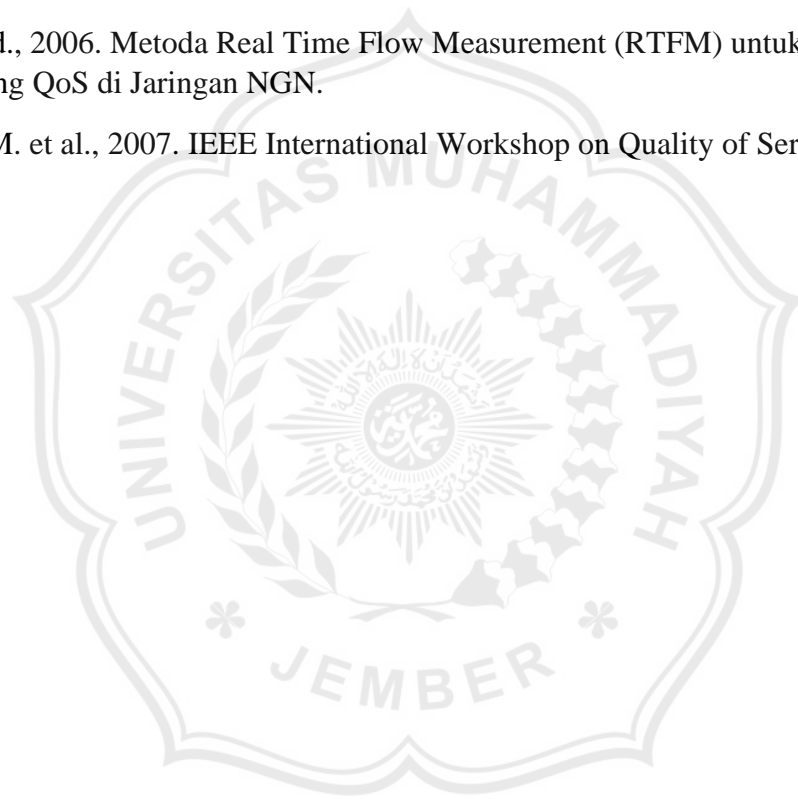 d., 2006. Metoda Real Time Flow Measurement (RTFM) untuk
ng QoS di Jaringan NGN.
M. et al., 2007. IEEE International Workshop on Quality of Ser
UNIVERSITAS MUHAMMADIYAH
JEMBER